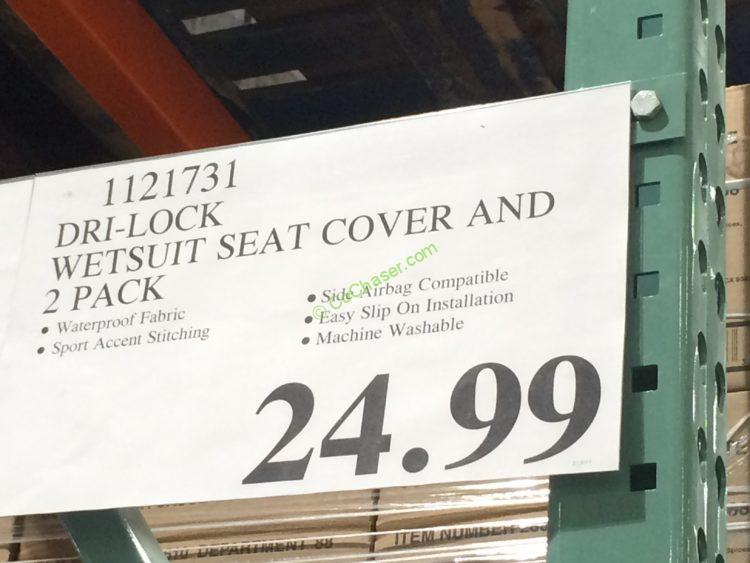 1121731
DRI-LOCK
WETSUIT SEAT COVER AND
2 PACK
• Waterproof Fabric
• Sport Accent Stitching
• Side Airbag Compatible
• Easy Slip On Installation
• Machine Washable
© CoChaser.com
24.99
DEPARTMENT 88
ITEM NUMBER